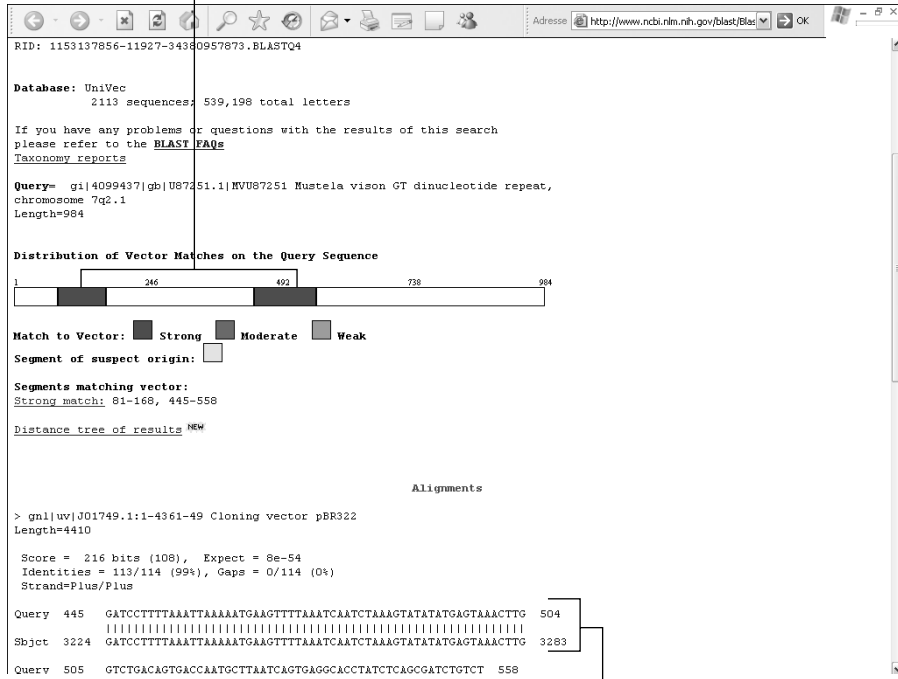 Adresse http://www.ncbi.nlm.nih.gov/blast/Blas OK
RID: 1153137856-11927-34380957873.BLASTQ4
Database: UniVec
2113 sequences; 539,198 total letters
If you have any problems or questions with the results of this search
please refer to the BLAST FAQs
Taxonomy reports
Query= gi|4099437|gb|U87251.1|MVU87251 Mustela vison GT dinucleotide repeat,
chromosome 7q2.1
Length=984
Distribution of Vector Matches on the Query Sequence
1 246 492 738 984
Match to Vector: Strong Moderate Weak
Segment of suspect origin:
Segments matching vector:
Strong match: 81-168, 445-558
Distance tree of results NEW
Alignments
> gnl|uv|J01749.1:1-4361-49 Cloning vector pBR322
Length=4410
Score = 216 bits (108), Expect = 8e-54
Identities = 113/114 (99%), Gaps = 0/114 (0%)
Strand=Plus/Plus
Query 445 GATCCTTTTAAATTAAAAATGAAGTTTTAAATCAATCTAAAGTATATATGAGTAAACTTG 504
||||||||||||||||||||||||||||||||||||||||||||||||||||||||||||
Sbjct 3224 GATCCTTTTAAATTAAAAATGAAGTTTTAAATCAATCTAAAGTATATATGAGTAAACTTG 3283
Query 505 GTCTGACAGTGACCAATGCTTAATCAGTGAGGCACCTATCTCAGCGATCTGTCT 558